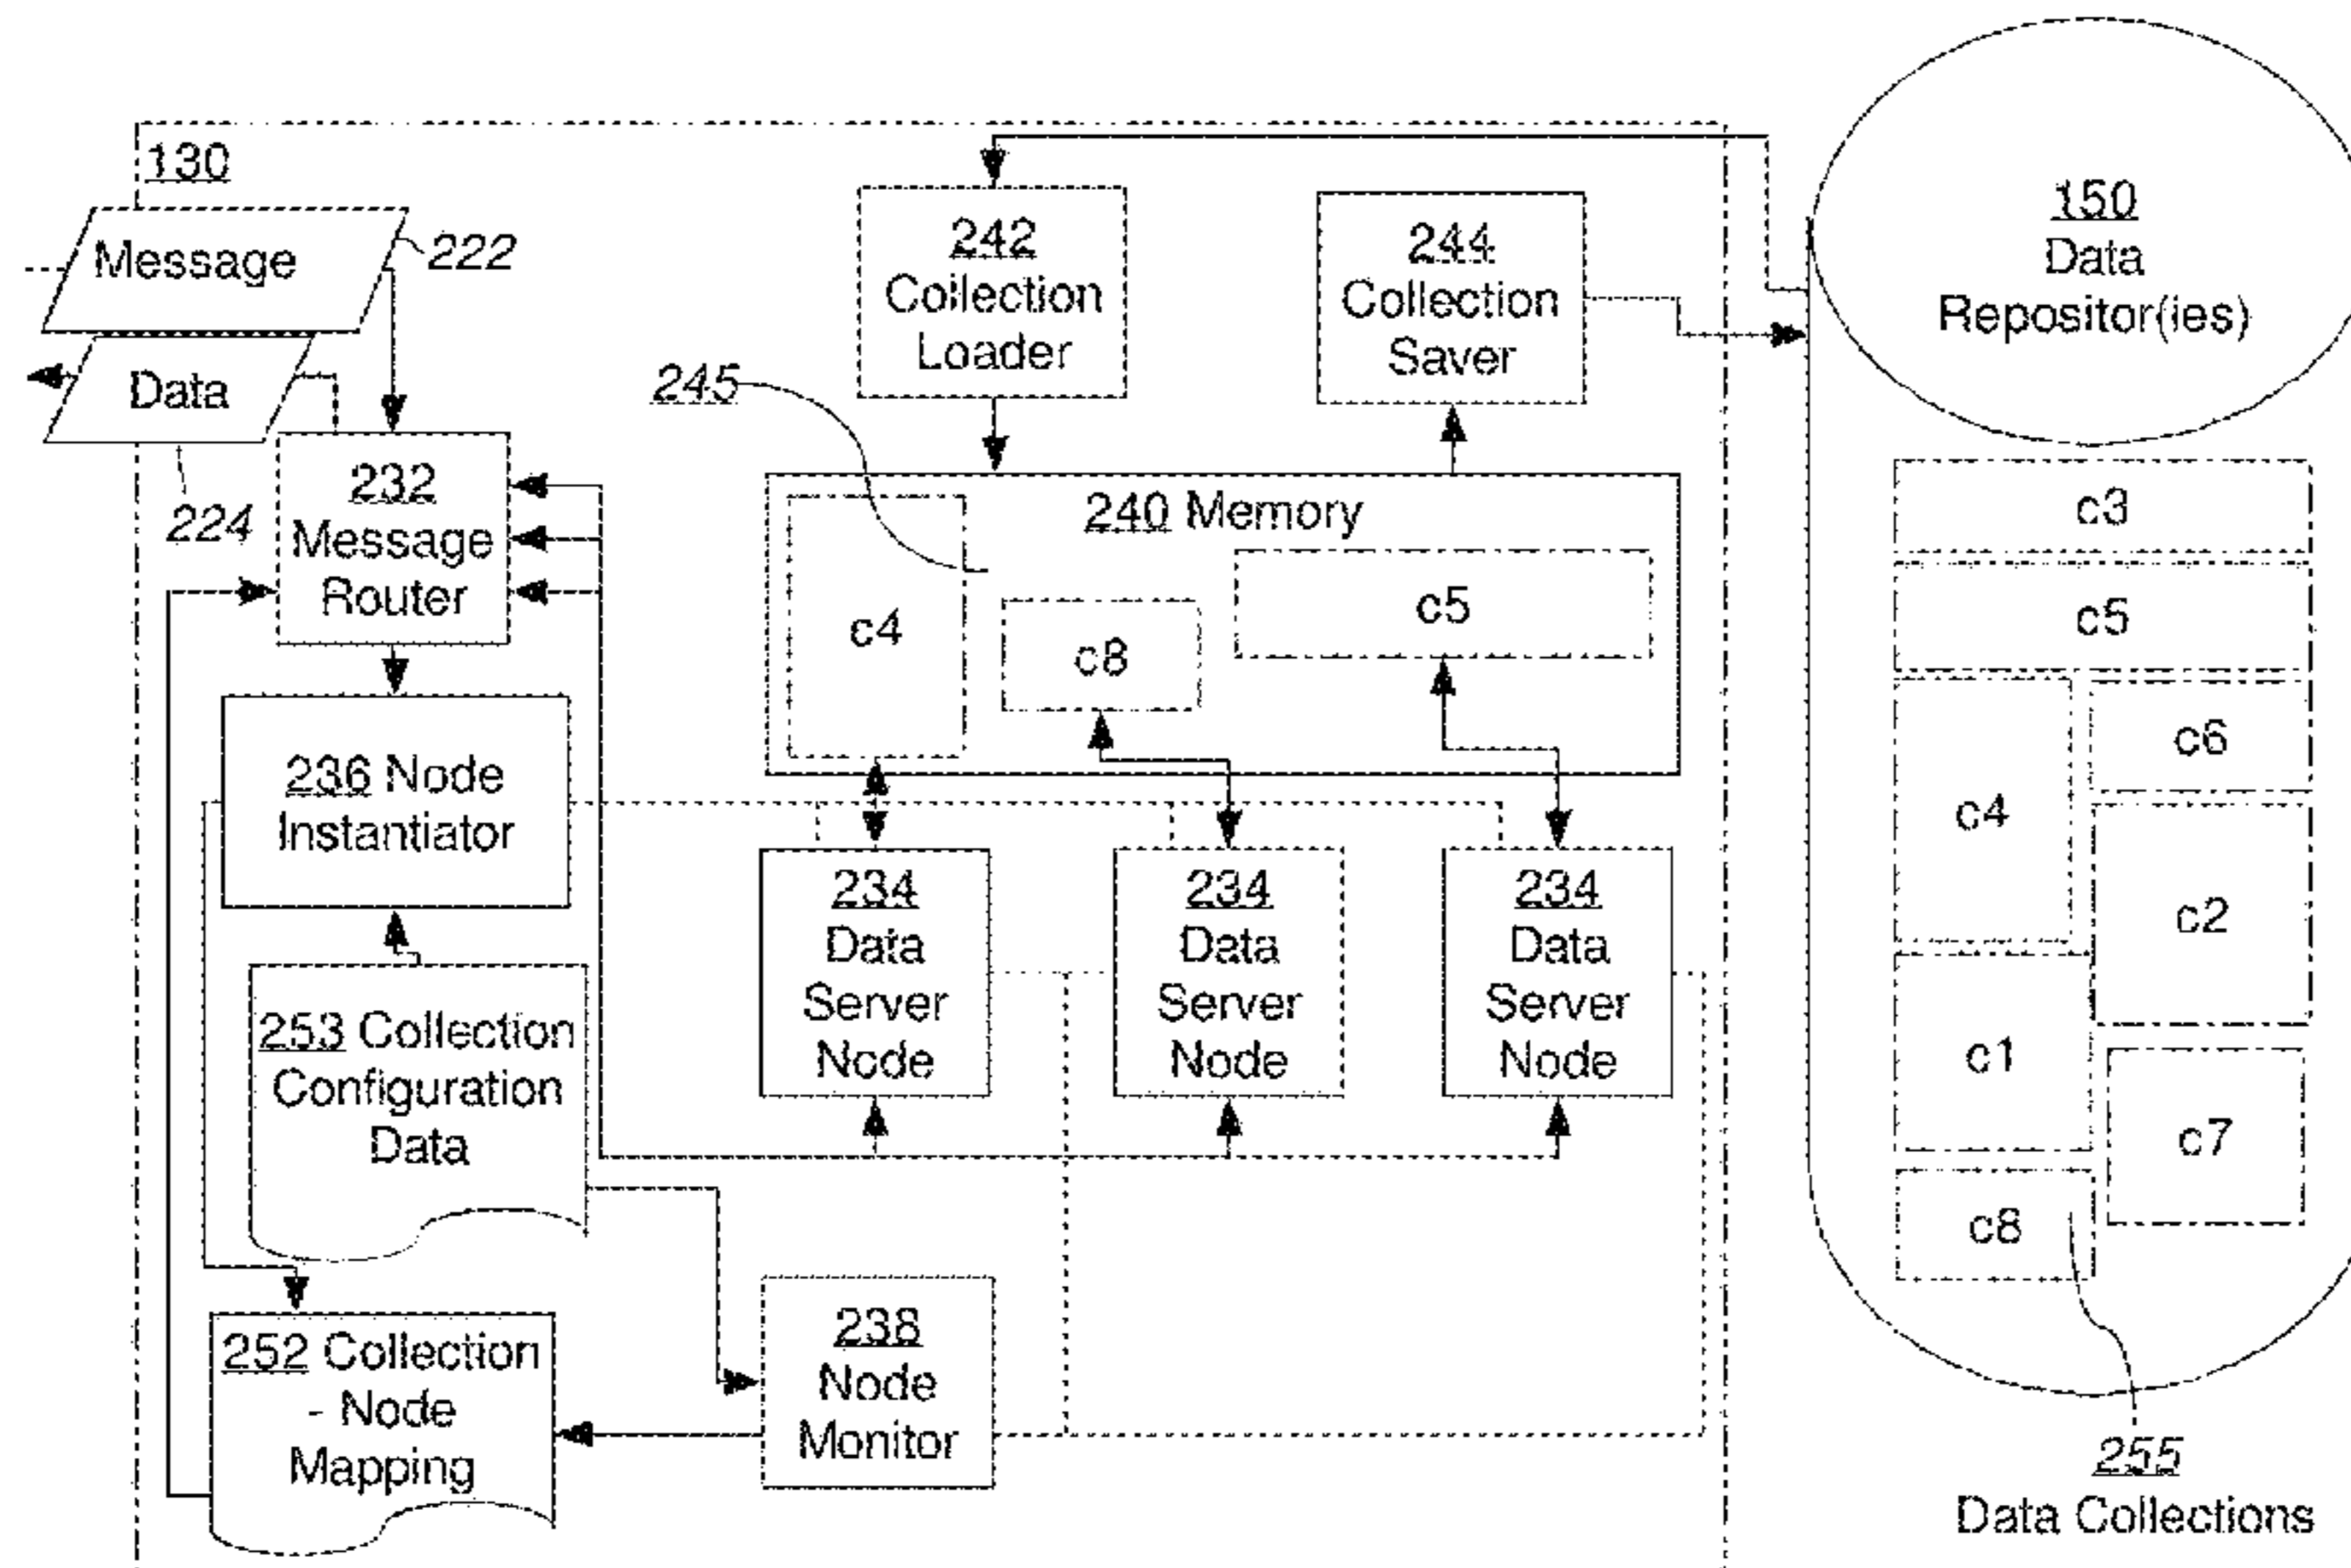 130
Message
222
Data
224
232
Message
Router
236 Node
Instantiator
253 Collection
Configuration
Data
252 Collection
- Node
Mapping
242
Collection
Loader
244
Collection
Saver
245
240 Memory
c4
c8
c5
234
Data
Server
Node
234
Data
Server
Node
234
Data
Server
Node
238
Node
Monitor
150
Data
Repositor(ies)
c3
c5
c4
c6
c2
c1
c7
c8
255
Data Collections